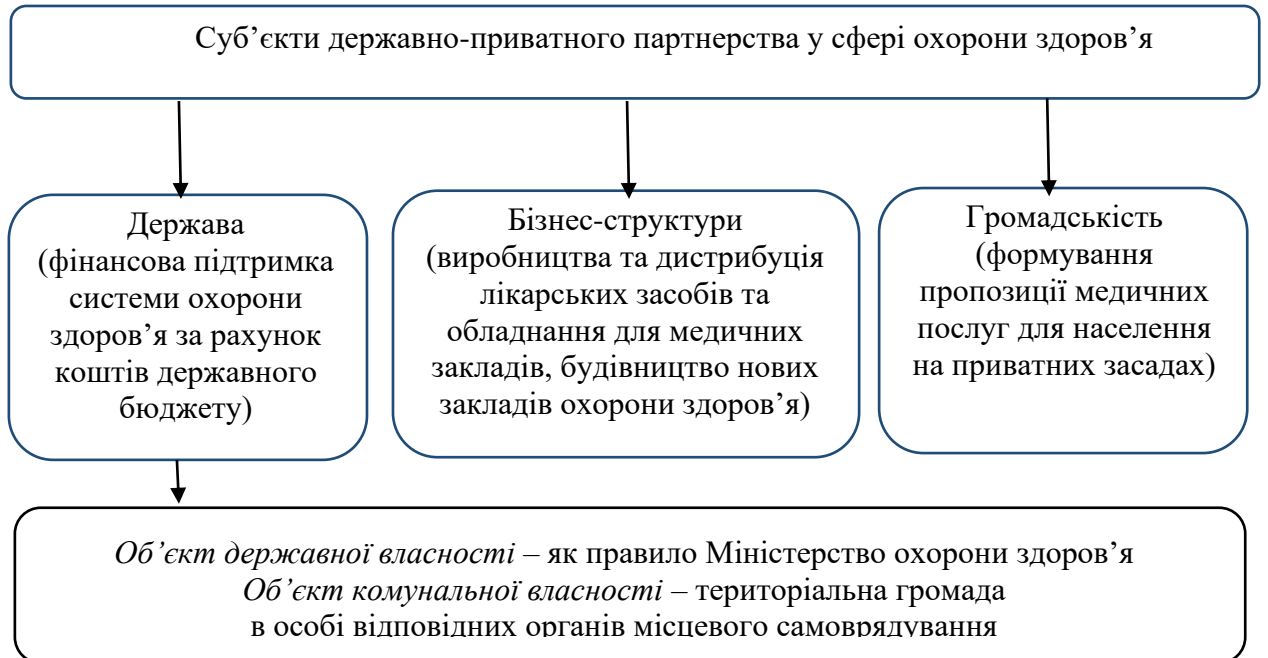 Суб’єкти державно-приватного партнерства у сфері охорони здоров’я
Держава
(фінансова підтримка
системи охорони
здоров’я за рахунок
коштів державного
бюджету)
Бізнес-структури
(виробництва та дистрибуція
лікарських засобів та
обладнання для медичних
закладів, будівництво нових
закладів охорони здоров’я)
Громадськість
(формування
пропозиції медичних
послуг для населення
на приватних засадах)
Об’єкт державної власності – як правило Міністерство охорони здоров’я
Об’єкт комунальної власності – територіальна громада
в особі відповідних органів місцевого самоврядування